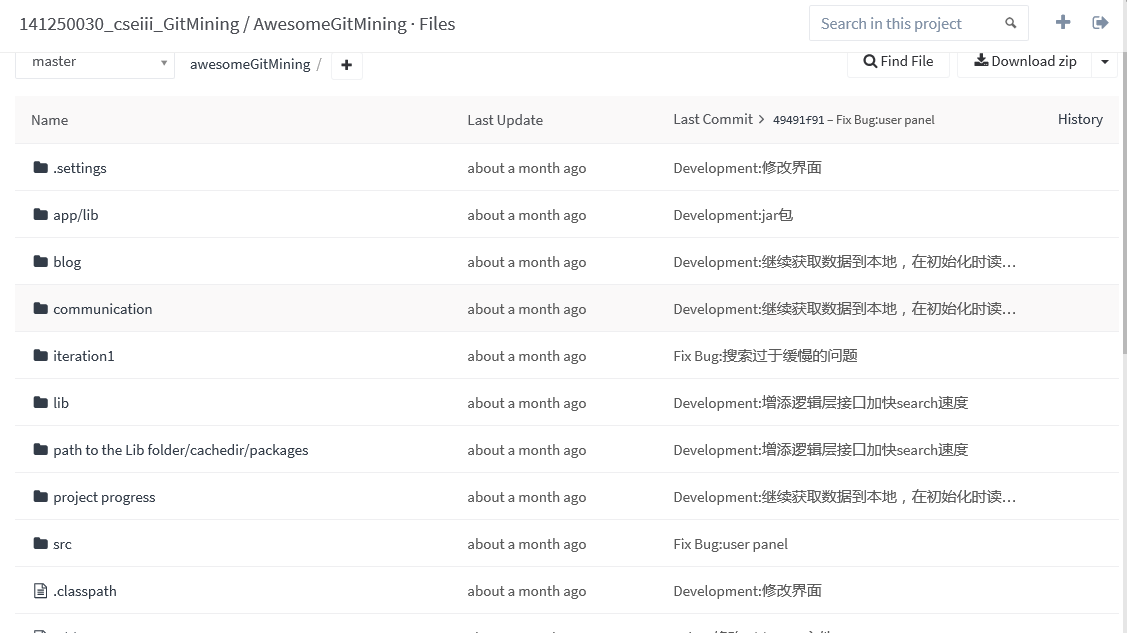 141250030_cseiii_GitMining / AwesomeGitMining · Files Search in this project
master awesomeGitMining / Find File Download zip
Name Last Update Last Commit > 49491f91 – Fix Bug:user panel History
.settings about a month ago Development:修改界面
app/lib about a month ago Development:jar包
blog about a month ago Development:继续获取数据到本地，在初始化时读…
communication about a month ago Development:继续获取数据到本地，在初始化时读…
iteration1 about a month ago Fix Bug:搜索过于缓慢的问题
lib about a month ago Development:增添逻辑层接口加快search速度
path to the Lib folder/cachedir/packages about a month ago Development:增添逻辑层接口加快search速度
project progress about a month ago Development:继续获取数据到本地，在初始化时读…
src about a month ago Fix Bug:user panel
.classpath about a month ago Development:修改界面